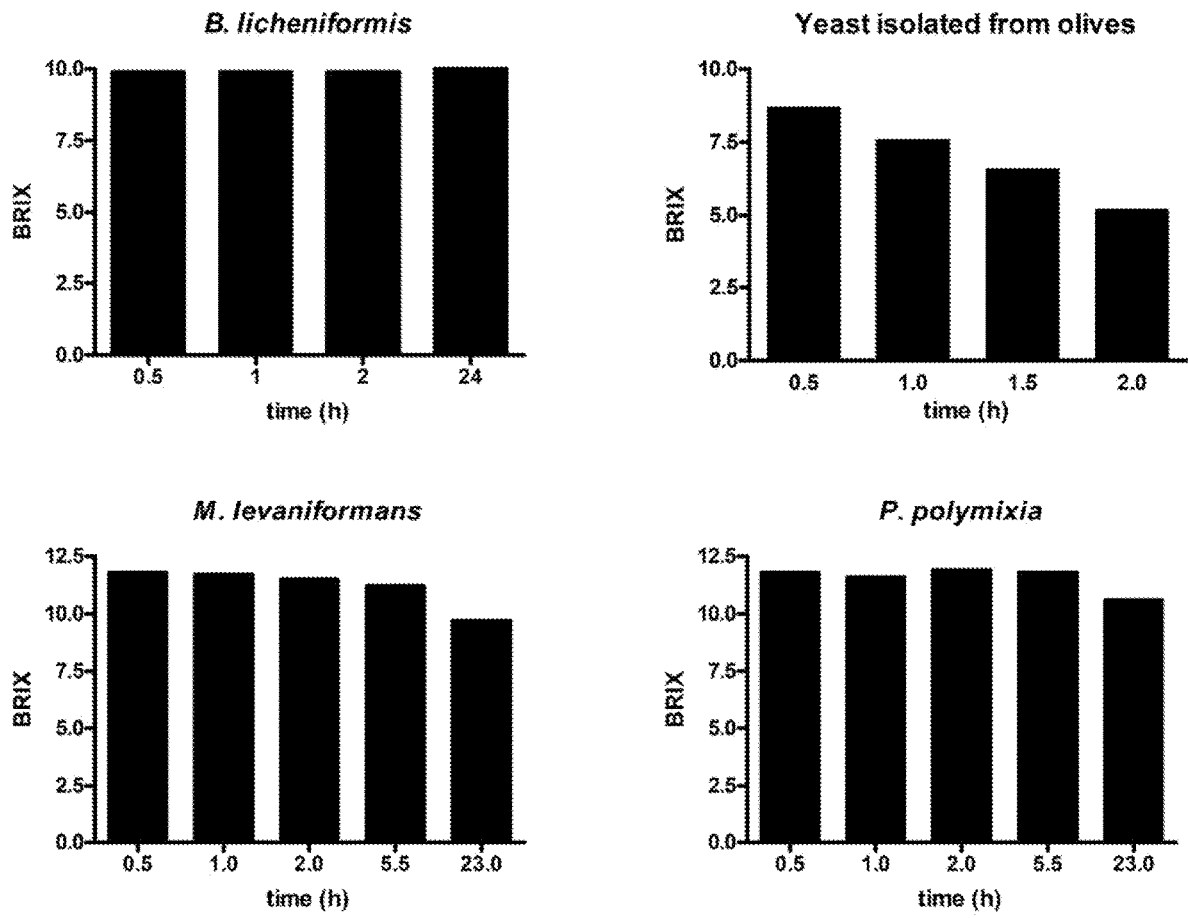 B. licheniformis
10.0
7.5
5.0
2.5
0.0
BRIX
0.5 1 2 24
time (h)
Yeast isolated from olives
10.0
7.5
5.0
2.5
0.0
BRIX
0.5 1.0 1.5 2.0
time (h)
M. levaniformans
12.5
10.0
7.5
5.0
2.5
0.0
BRIX
0.5 1.0 2.0 5.5 23.0
time (h)
P. polymixia
12.5
10.0
7.5
5.0
2.5
0.0
BRIX
0.5 1.0 2.0 5.5 23.0
time (h)